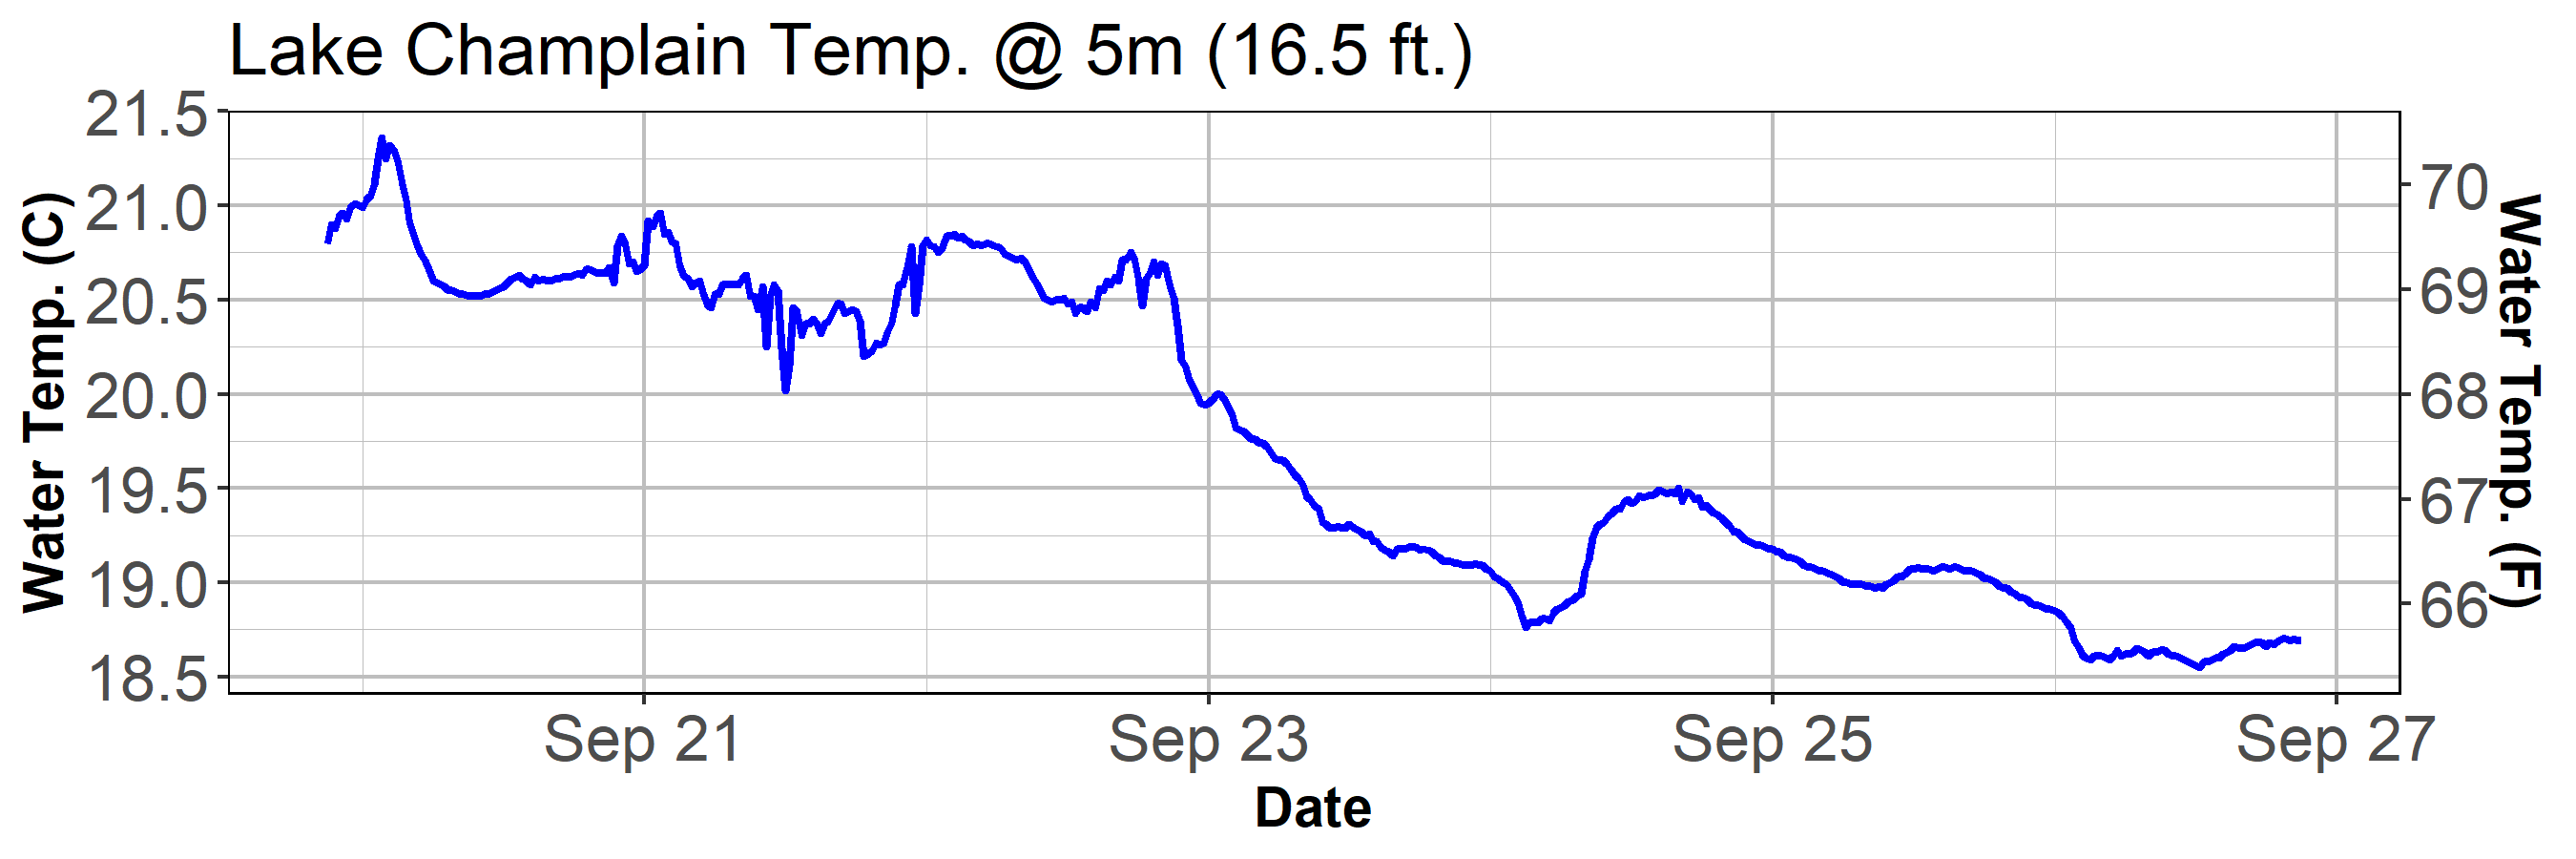 Lake Champlain Temp. @ 5m (16.5 ft.)
Water Temp. (C)
21.5
21.0
20.5
20.0
19.5
19.0
18.5
70
69
68
67
66
Water Temp. (F)
Sep 21 Sep 23 Sep 25 Sep 27
Date